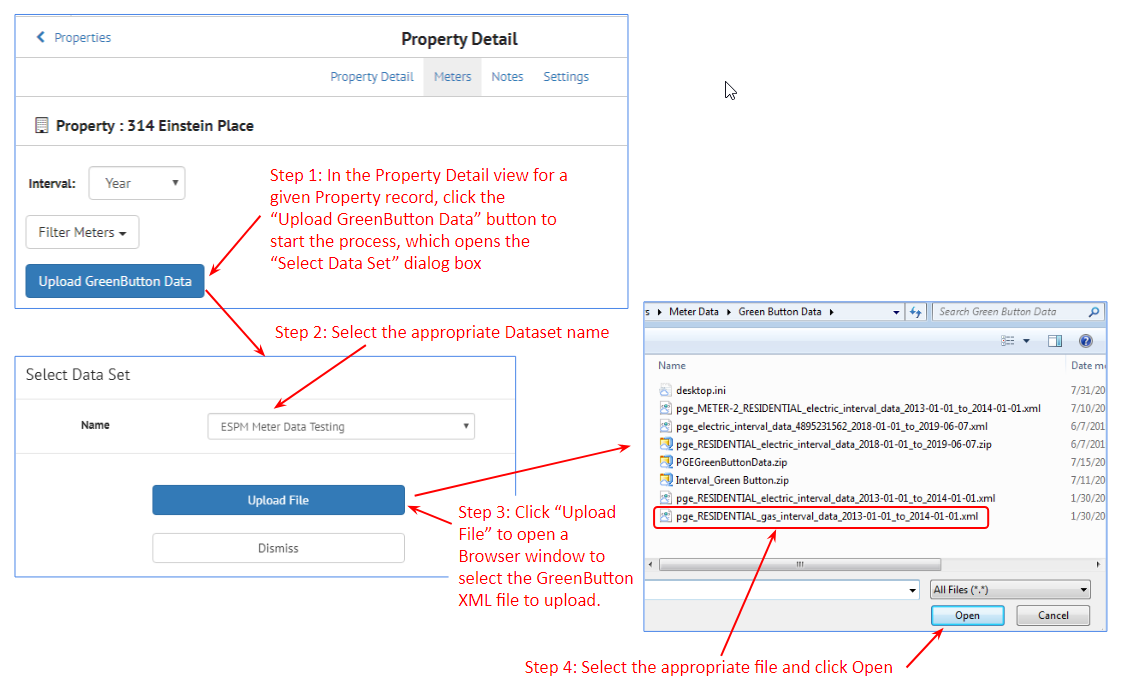 Properties
Property Detail
Property Detail Meters Notes Settings
Property : 314 Einstein Place
Interval: Year
Filter Meters
Upload GreenButton Data
Step 1: In the Property Detail view for a
given Property record, click the
“Upload GreenButton Data” button to
start the process, which opens the
“Select Data Set” dialog box
Step 2: Select the appropriate Dataset name
Select Data Set
Name ESPM Meter Data Testing
Upload File
Dismiss
Step 3: Click “Upload
File” to open a
Browser window to
select the GreenButton
XML file to upload.
s Meter Data Green Button Data Search Green Button Data
Name Date me
desktop.ini 7/31/20
pge_METER-2_RESIDENTIAL_electric_interval_data_2013-01-01_to_2014-01-01.xml 7/10/20
pge_electric_interval_data_4895231562_2018-01-01_to_2019-06-07.xml 6/7/201
pge_RESIDENTIAL_electric_interval_data_2018-01-01_to_2019-06-07.zip 6/7/201
PGEGreenButtonData.zip 7/15/20
Interval_Green Button.zip 7/11/20
pge_RESIDENTIAL_electric_interval_data_2013-01-01_to_2014-01-01.xml 1/30/20
pge_RESIDENTIAL_gas_interval_data_2013-01-01_to_2014-01-01.xml 1/30/20
All Files (*.*)
Open Cancel
Step 4: Select the appropriate file and click Open